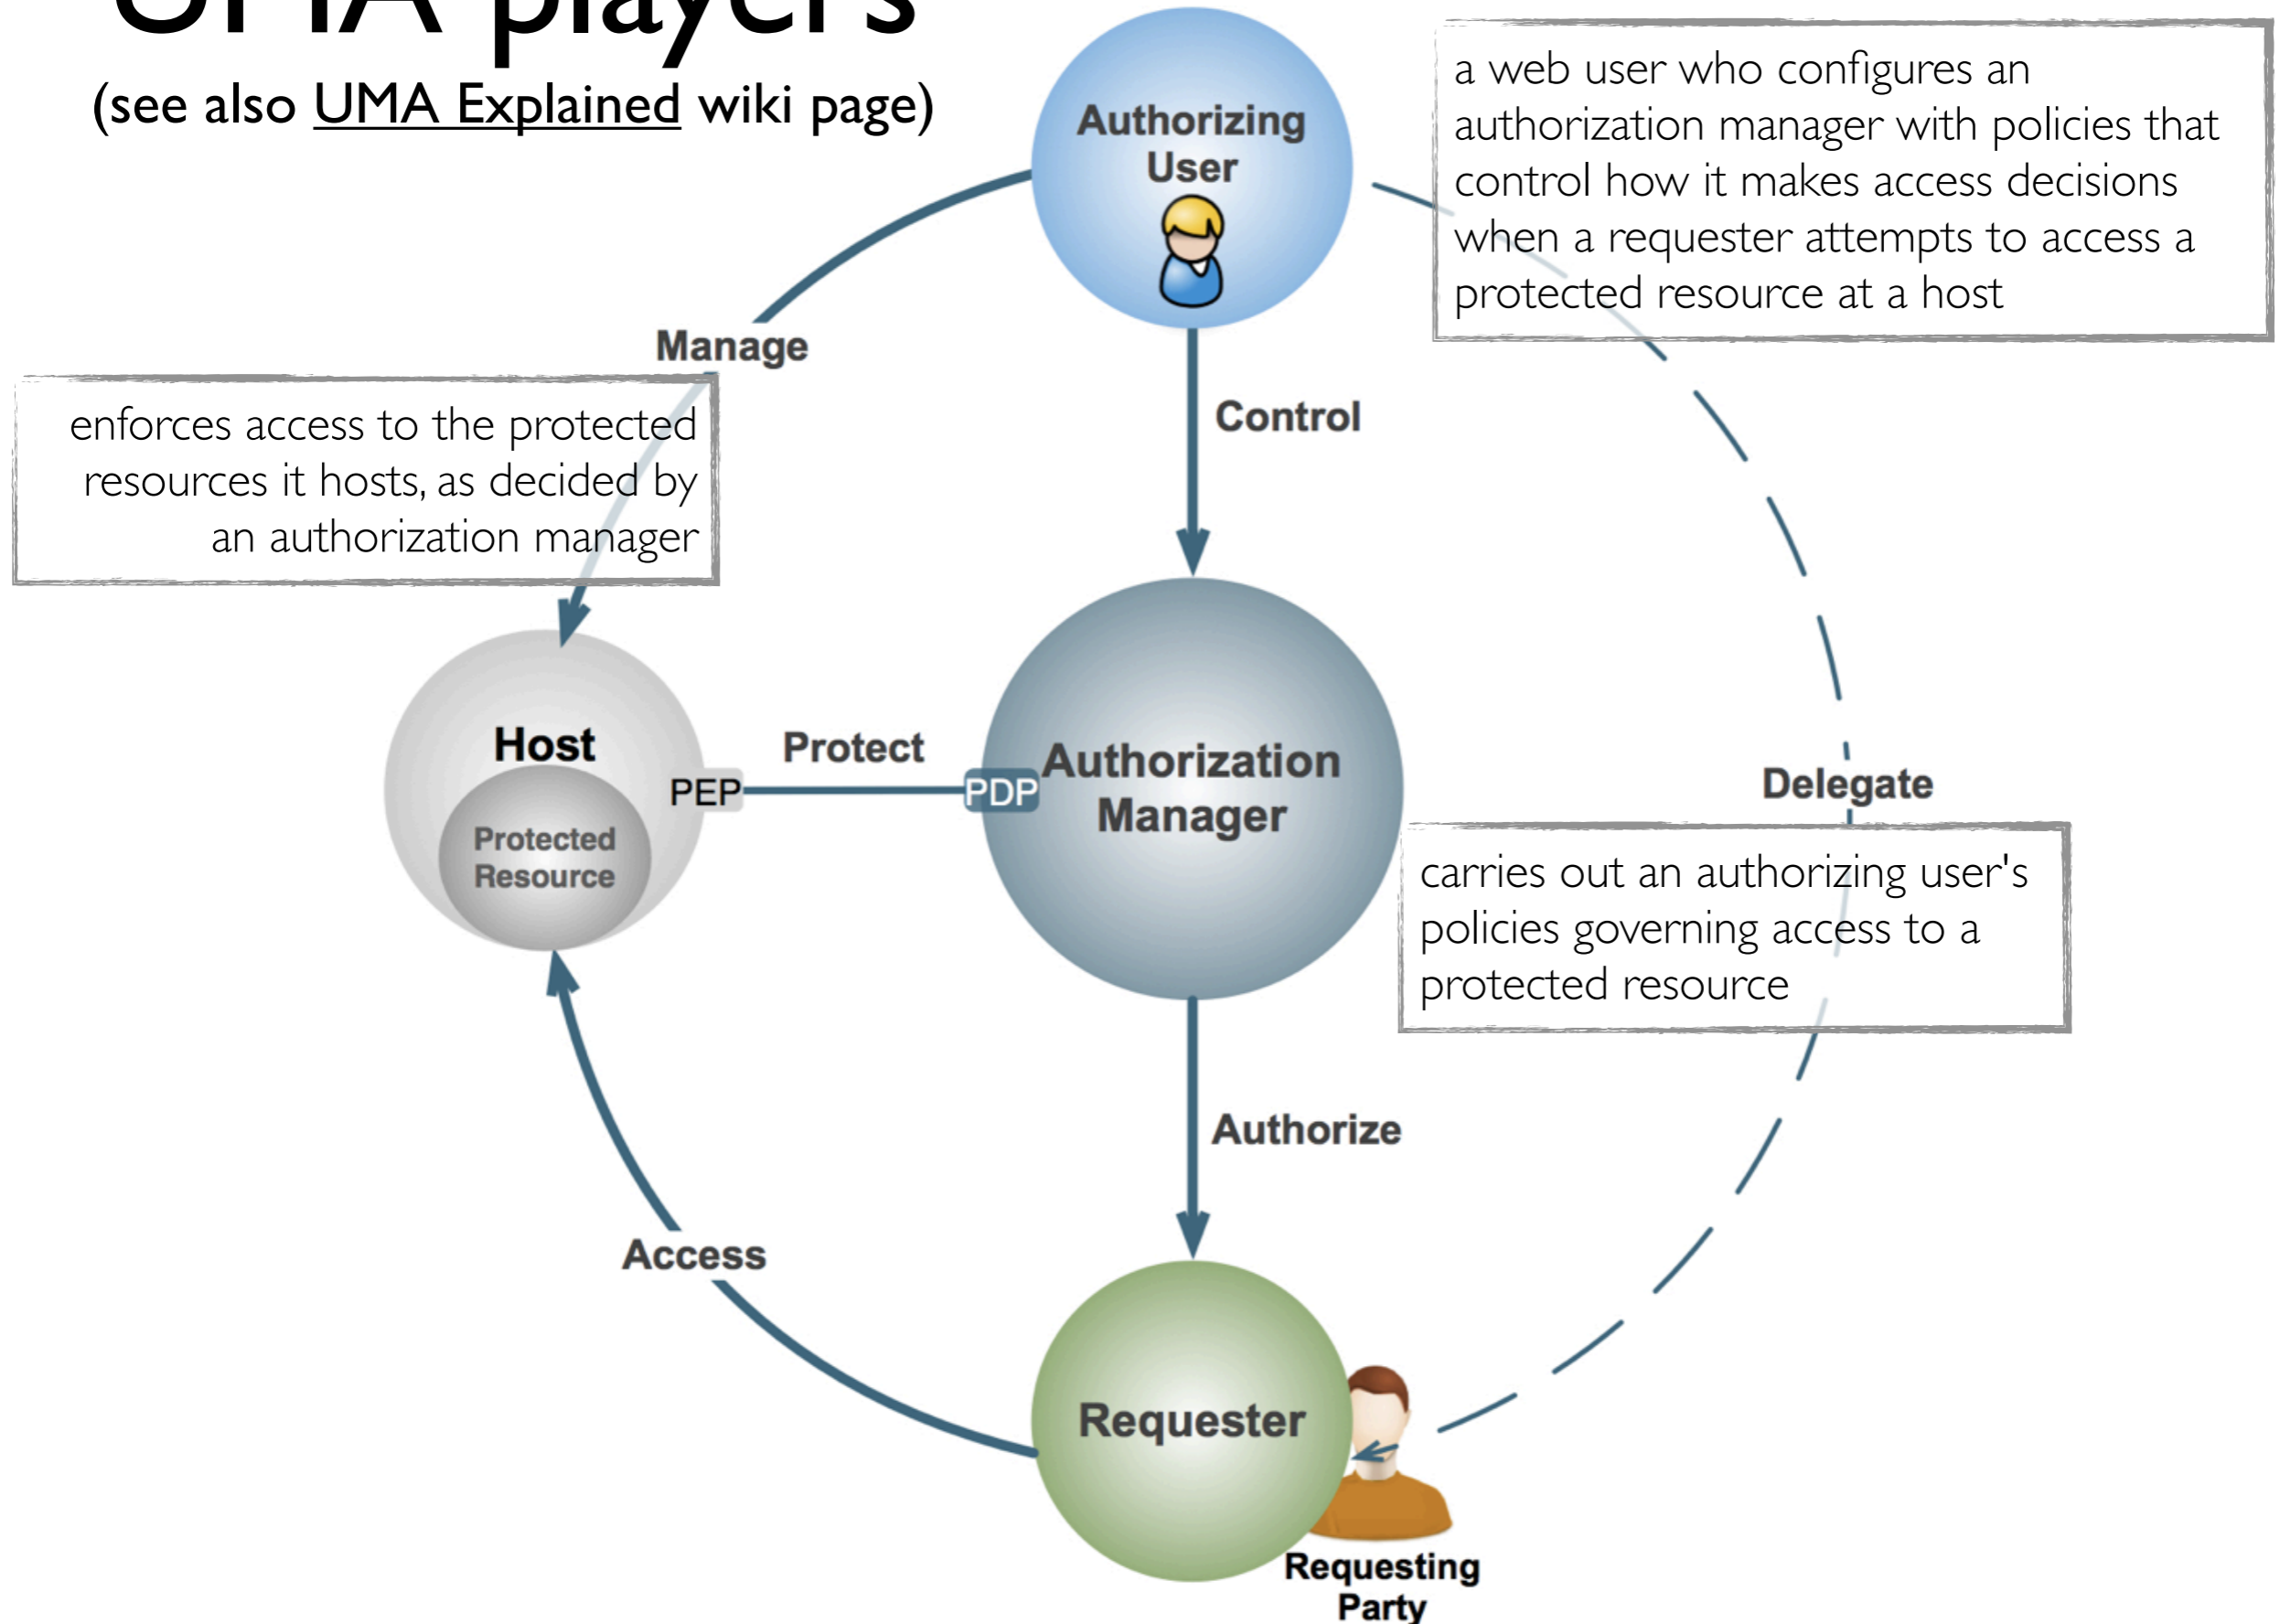 UMA players
(see also UMA Explained wiki page)
Authorizing
User
a web user who configures an
authorization manager with policies that
control how it makes access decisions
when a requester attempts to access a
protected resource at a host
Manage
enforces access to the protected
resources it hosts, as decided by
an authorization manager
Control
Host
Protected
Resource
PEP
Protect
PDP
Authorization
Manager
Delegate
carries out an authorizing user's
policies governing access to a
protected resource
Authorize
Access
Requester
Requesting
Party